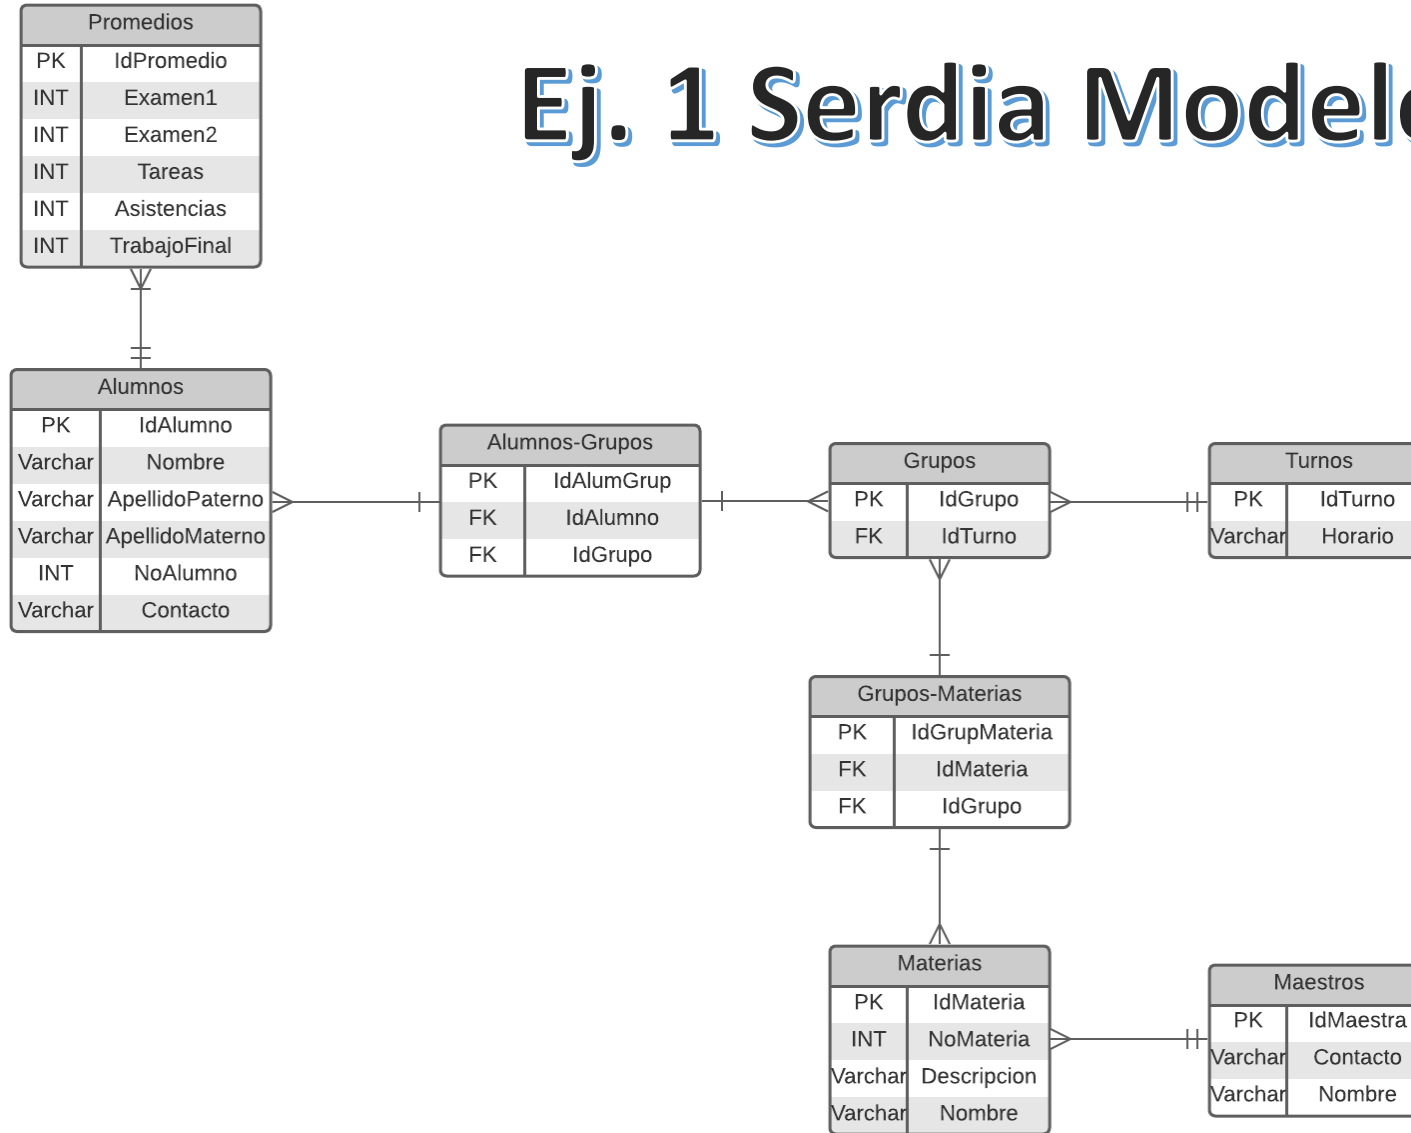 Promedios
PK IdPromedio
INT Examen1
INT Examen2
INT Tareas
INT Asistencias
INT TrabajoFinal
Ej. 1 Serdia Modelo
Alumnos
PK IdAlumno
Varchar Nombre
Varchar ApellidoPaterno
Varchar ApellidoMaterno
INT NoAlumno
Varchar Contacto
Alumnos-Grupos
PK IdAlumGrup
FK IdAlumno
FK IdGrupo
Grupos
PK IdGrupo
FK IdTurno
Turnos
PK IdTurno
Varchar Horario
Grupos-Materias
PK IdGrupMateria
FK IdMateria
FK IdGrupo
Materias
PK IdMateria
INT NoMateria
Varchar Descripcion
Varchar Nombre
Maestros
PK IdMaestra
Varchar Contacto
Varchar Nombre